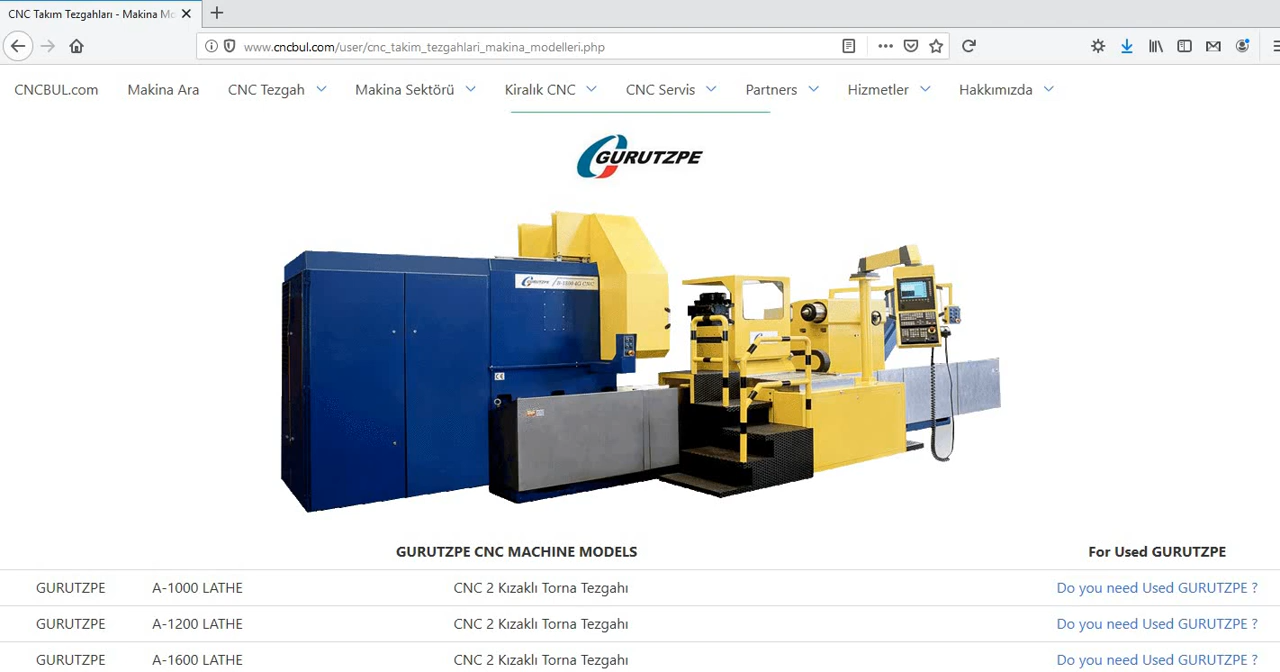 CNC Takım Tezgahları - Makina Mo
www.cncbul.com/user/cnc_takim_tezgahlari_makina_modelleri.php
CNCBUL.com Makina Ara CNC Tezgah Makina Sektörü Kiralık CNC CNC Servis Partners Hizmetler Hakkımızda
GURUTZPE
GURUTZPE
CE
GURUTZPE CNC MACHINE MODELS For Used GURUTZPE
GURUTZPE A-1000 LATHE CNC 2 Kızaklı Torna Tezgahı Do you need Used GURUTZPE ?
GURUTZPE A-1200 LATHE CNC 2 Kızaklı Torna Tezgahı Do you need Used GURUTZPE ?
GURUTZPE A-1600 LATHE CNC 2 Kızaklı Torna Tezgahı Do you need Used GURUTZPE ?